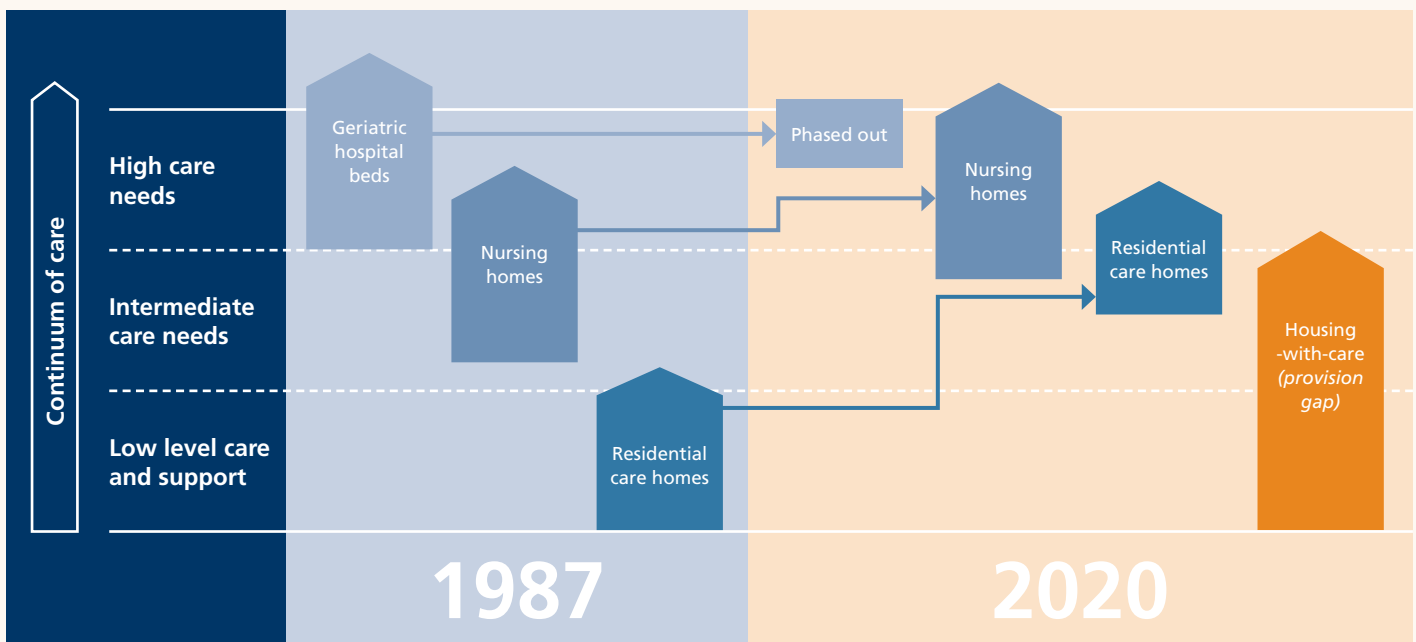 Continuum of care
High care
needs
Intermediate
care needs
Low level care
and support
Geriatric
hospital
beds
Nursing
homes
Residential
care homes
1987
Phased out
Nursing
homes
Residential
care homes
Housing
-with-care
(provision
gap)
2020